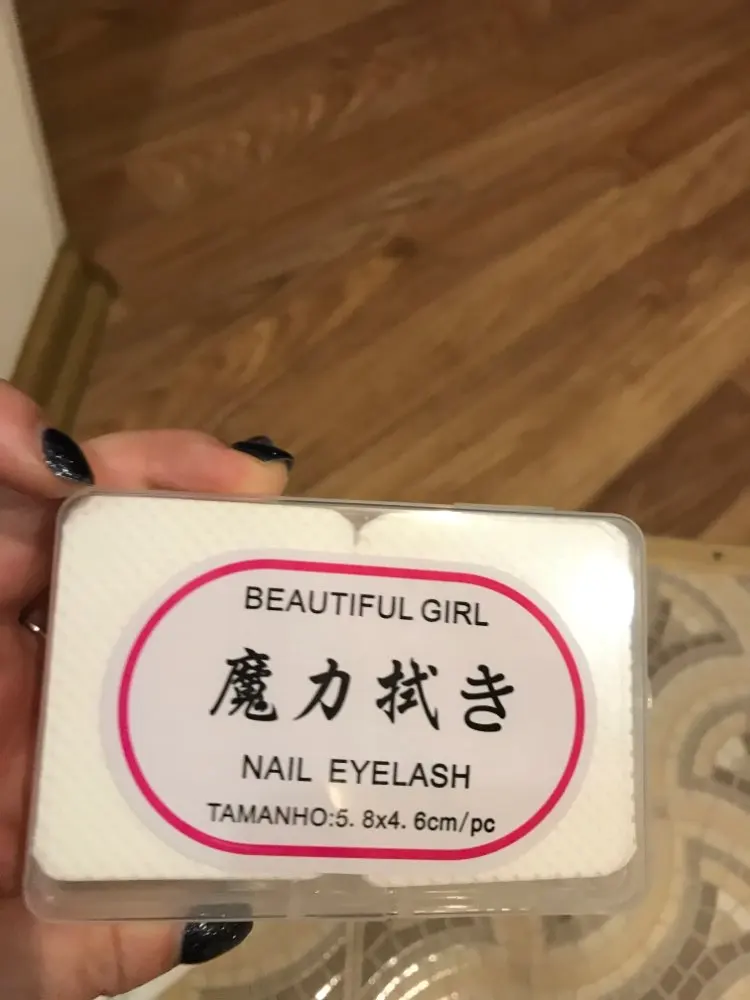 BEAUTIFUL GIRL
魔力拭き
NAIL EYELASH
TAMANHO:5. 8x4. 6cm/pc